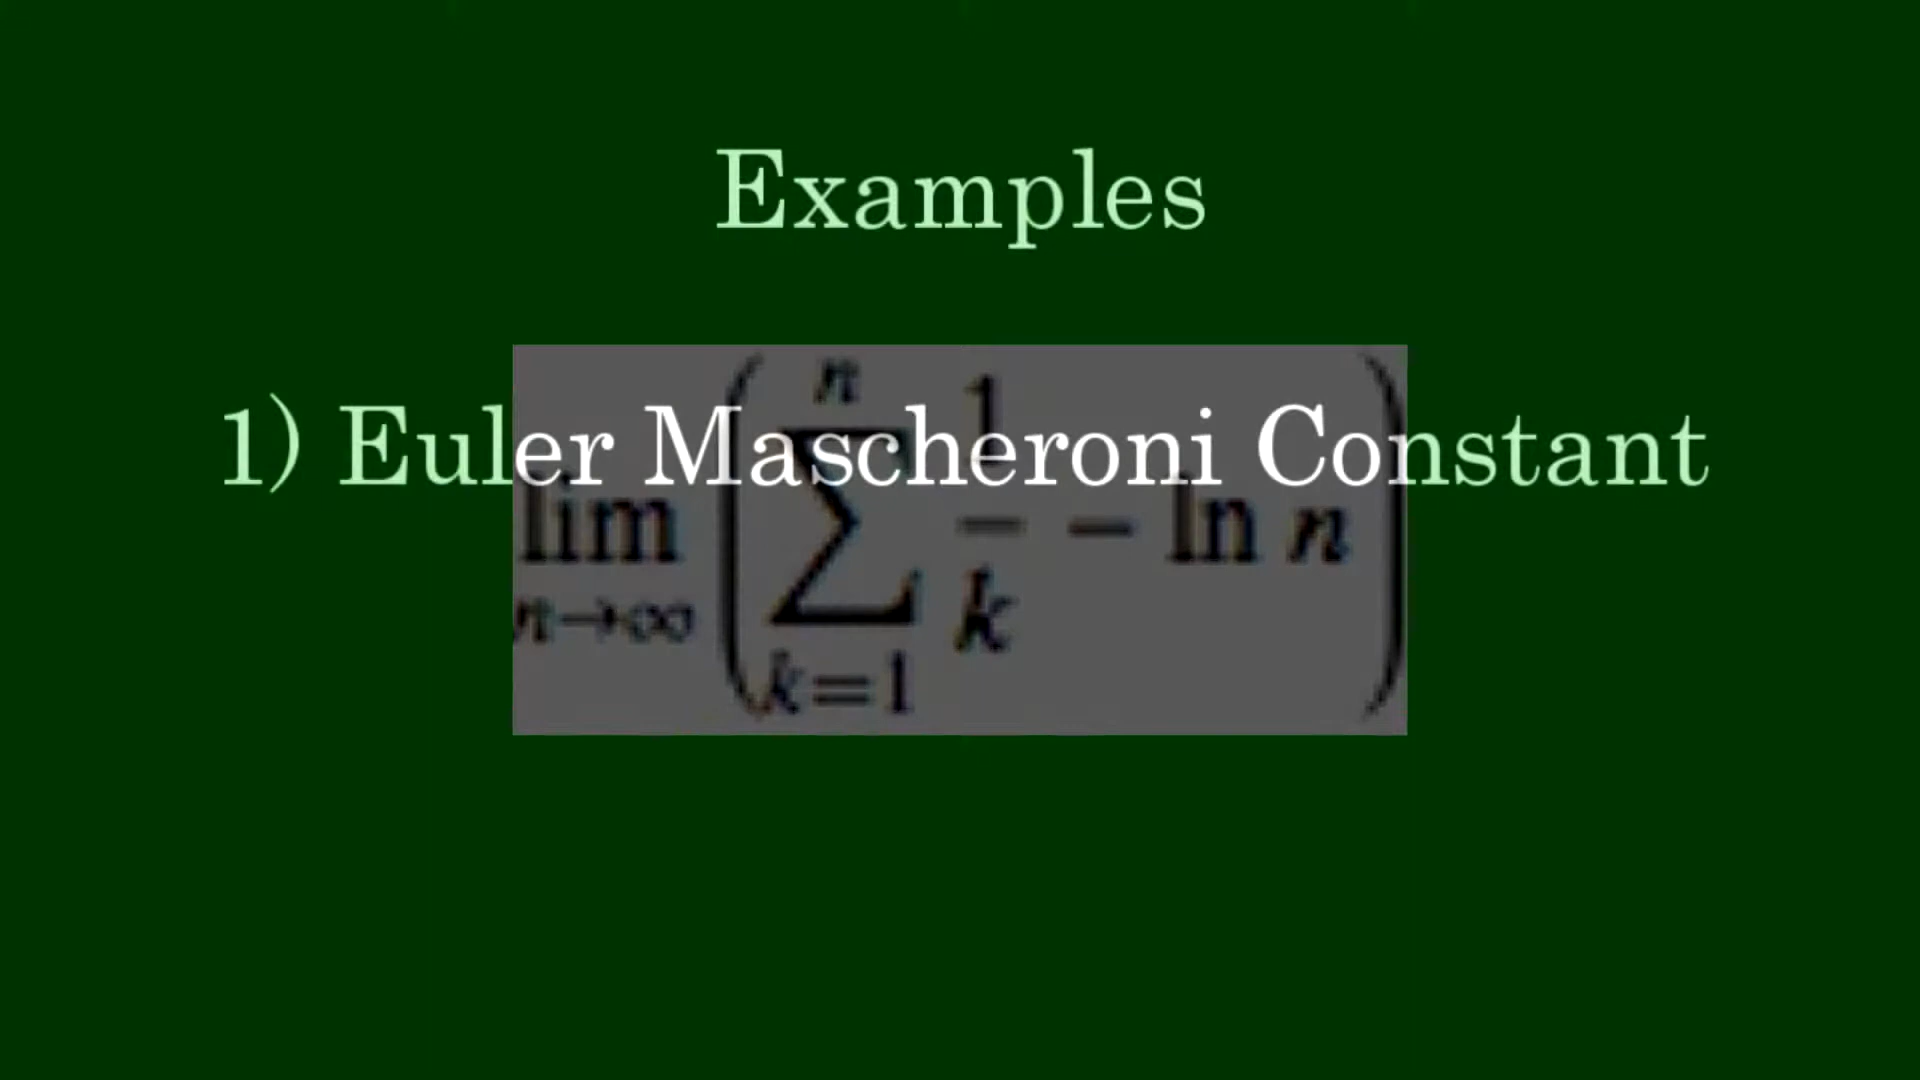 Examples
1) Euler Mascheroni Constant
lim n→∞ ( n ∑ k=1 1 — k − ln n )